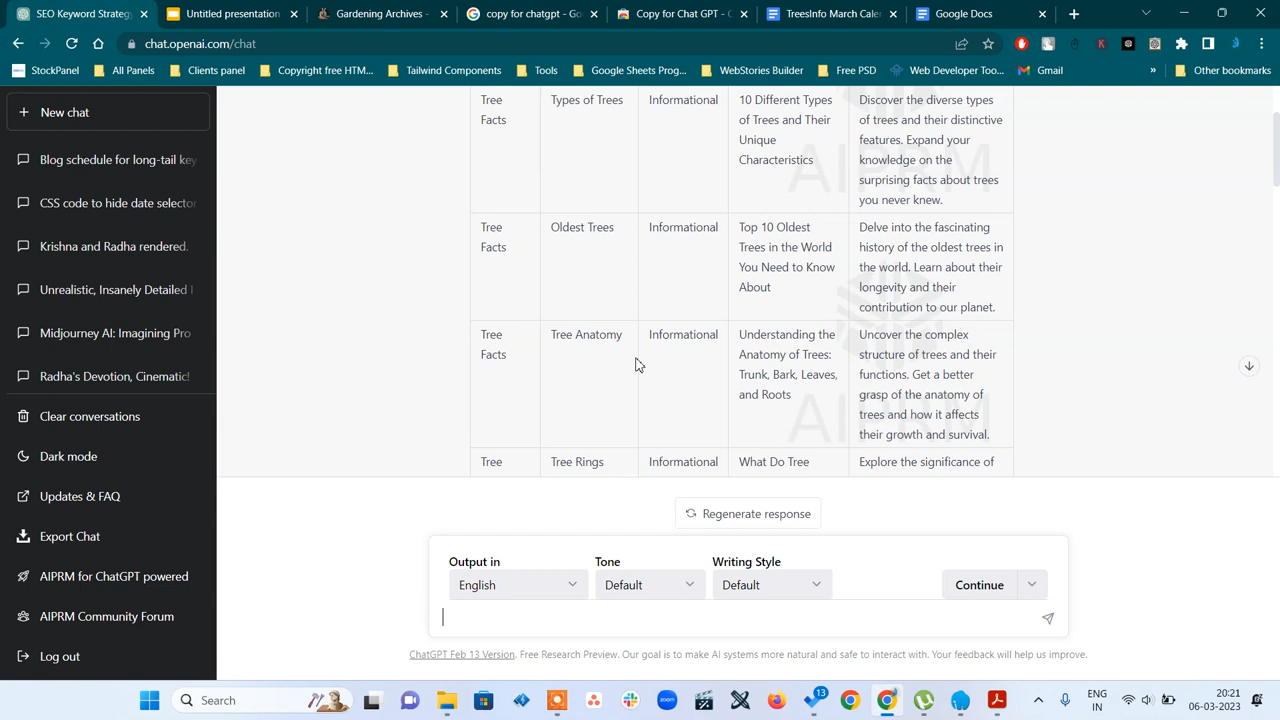 SEO Keyword Strategy
Untitled presentation
Gardening Archives -
copy for chatgpt - Go
Copy for Chat GPT - C
TreesInfo March Caler
Google Docs
chat.openai.com/chat
StockPanel
All Panels
Clients panel
Copyright free HTM...
Tailwind Components
Tools
Google Sheets Prog...
WebStories Builder
Free PSD
Web Developer Too...
Gmail
»
Other bookmarks
New chat
Blog schedule for long-tail key
CSS code to hide date selector
Krishna and Radha rendered.
Unrealistic, Insanely Detailed I
Midjourney AI: Imagining Pro
Radha's Devotion, Cinematic!
Clear conversations
Dark mode
Updates & FAQ
Export Chat
AIPRM for ChatGPT powered
AIPRM Community Forum
Log out
Tree
Facts
Types of Trees
Informational
10 Different Types
of Trees and Their
Unique
Characteristics
Discover the diverse types
of trees and their distinctive
features. Expand your
knowledge on the
surprising facts about trees
you never knew.
Tree
Facts
Oldest Trees
Informational
Top 10 Oldest
Trees in the World
You Need to Know
About
Delve into the fascinating
history of the oldest trees in
the world. Learn about their
longevity and their
contribution to our planet.
Tree
Facts
Tree Anatomy
Informational
Understanding the
Anatomy of Trees:
Trunk, Bark, Leaves,
and Roots
Uncover the complex
structure of trees and their
functions. Get a better
grasp of the anatomy of
trees and how it affects
their growth and survival.
Tree
Tree Rings
Informational
What Do Tree
Explore the significance of
AIPRM
AIPRM
Regenerate response
Output in
Tone
Writing Style
English
Default
Default
Continue
ChatGPT Feb 13 Version. Free Research Preview. Our goal is to make AI systems more natural and safe to interact with. Your feedback will help us improve.
Search
13
ENG
IN
20:21
06-03-2023